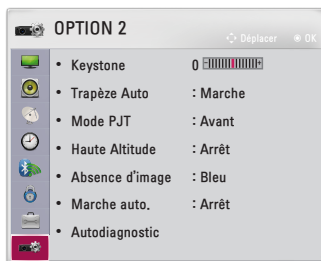 OPTION 2
Déplacer OK
• Keystone 0 - +
• Trapèze Auto : Marche
• Mode PJT : Avant
• Haute Altitude : Arrêt
• Absence d'image : Bleu
• Marche auto. : Arrêt
• Autodiagnostic